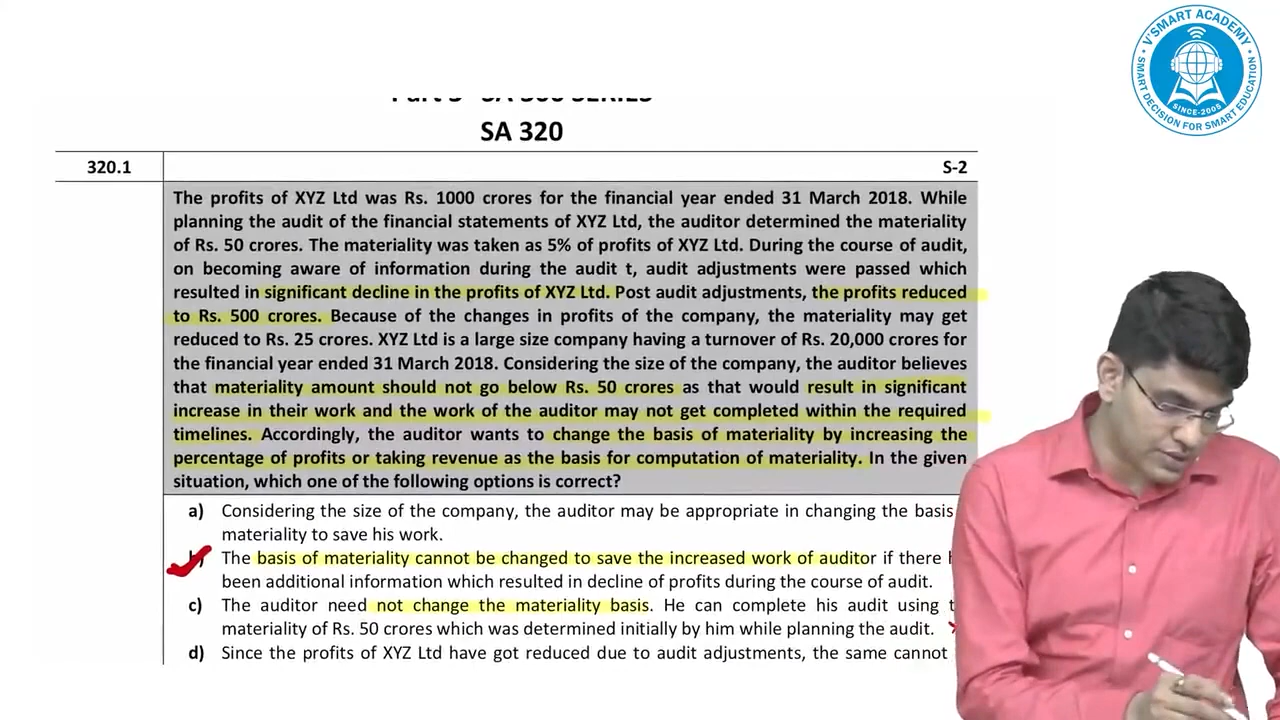 V'SMART ACADEMY
SINCE-2005
SMART DECISION FOR SMART EDUCATION
SA 320
320.1 S-2
The profits of XYZ Ltd was Rs. 1000 crores for the financial year ended 31 March 2018. While
planning the audit of the financial statements of XYZ Ltd, the auditor determined the materiality
of Rs. 50 crores. The materiality was taken as 5% of profits of XYZ Ltd. During the course of audit,
on becoming aware of information during the audit t, audit adjustments were passed which
resulted in significant decline in the profits of XYZ Ltd. Post audit adjustments, the profits reduced
to Rs. 500 crores. Because of the changes in profits of the company, the materiality may get
reduced to Rs. 25 crores. XYZ Ltd is a large size company having a turnover of Rs. 20,000 crores for
the financial year ended 31 March 2018. Considering the size of the company, the auditor believes
that materiality amount should not go below Rs. 50 crores as that would result in significant
increase in their work and the work of the auditor may not get completed within the required
timelines. Accordingly, the auditor wants to change the basis of materiality by increasing the
percentage of profits or taking revenue as the basis for computation of materiality. In the given
situation, which one of the following options is correct?
a) Considering the size of the company, the auditor may be appropriate in changing the basis
materiality to save his work.
The basis of materiality cannot be changed to save the increased work of auditor if there
been additional information which resulted in decline of profits during the course of audit.
c) The auditor need not change the materiality basis. He can complete his audit using
materiality of Rs. 50 crores which was determined initially by him while planning the audit.
d) Since the profits of XYZ Ltd have got reduced due to audit adjustments, the same cannot